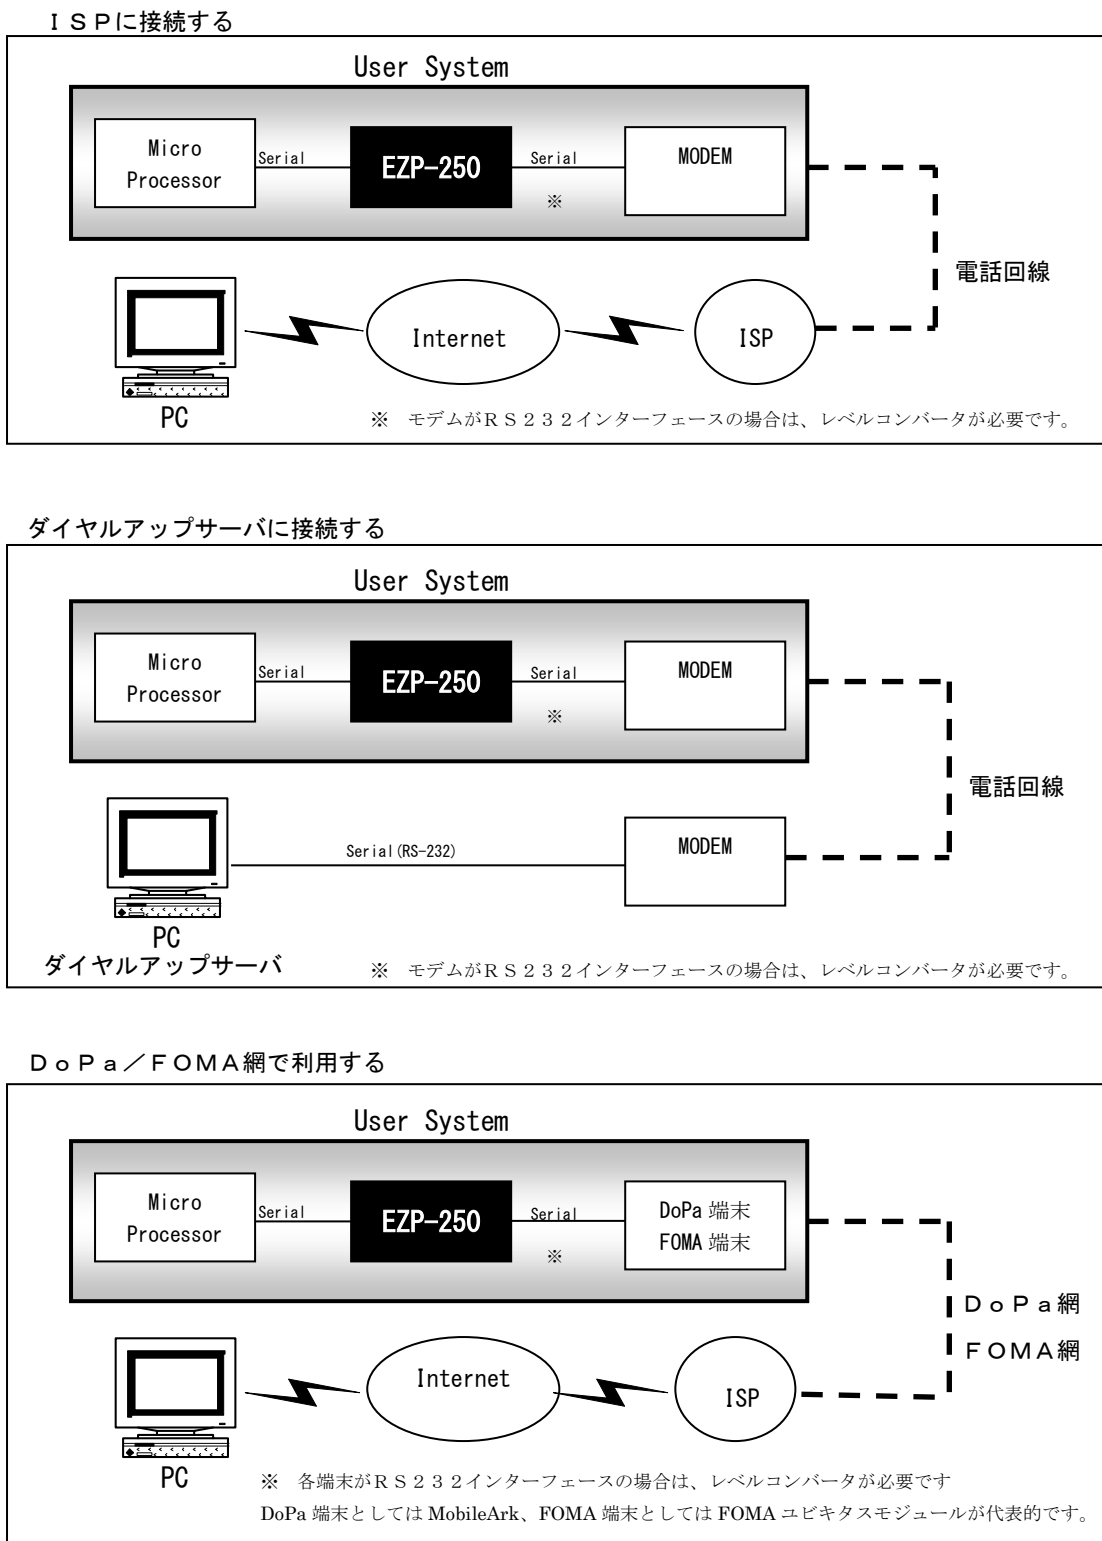 ＩＳＰに接続する
User System
Micro
Processor
Serial
EZP-250
Serial
※
MODEM
電話回線
Internet
ISP
PC
※　モデムがＲＳ２３２インターフェースの場合は、レベルコンバータが必要です。
ダイヤルアップサーバに接続する
User System
Micro
Processor
Serial
EZP-250
Serial
※
MODEM
電話回線
Serial(RS-232)
MODEM
PC
ダイヤルアップサーバ
※　モデムがＲＳ２３２インターフェースの場合は、レベルコンバータが必要です。
ＤｏＰａ／ＦＯＭＡ網で利用する
User System
Micro
Processor
Serial
EZP-250
Serial
※
DoPa 端末
FOMA 端末
ＤｏＰａ網
ＦＯＭＡ網
Internet
ISP
PC
※　各端末がＲＳ２３２インターフェースの場合は、レベルコンバータが必要です
DoPa 端末としては MobileArk、FOMA 端末としては FOMA ユビキタスモジュールが代表的です。